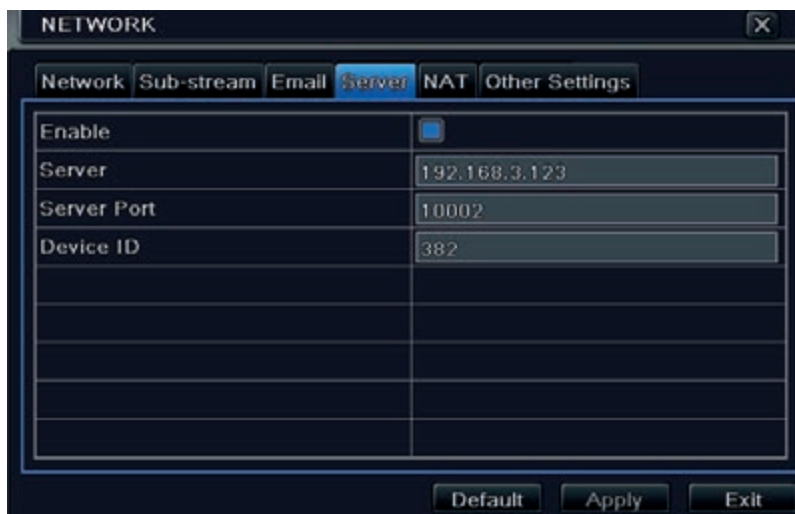 NETWORK X
Network Sub-stream Email Server NAT Other Settings
Enable
Server 192.168.3.123
Server Port 10002
Device ID 382
Default Apply Exit